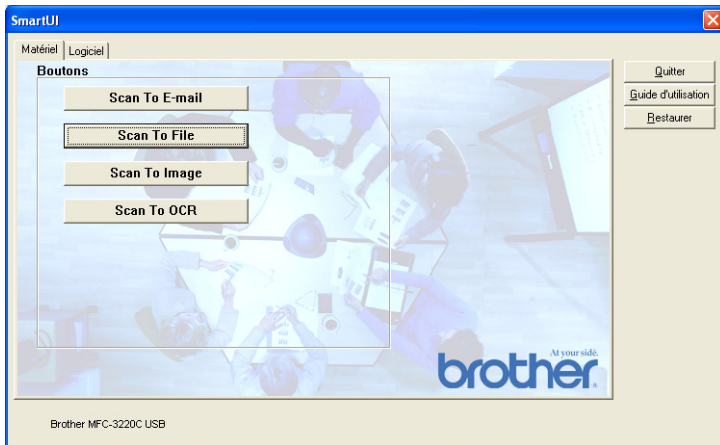 SmartUI
Matériel Logiciel
Boutons
Scan To E-mail
Scan To File
Scan To Image
Scan To OCR
Quitter
Guide d'utilisation
Restaurer
At your side.
brother
Brother MFC-3220C USB